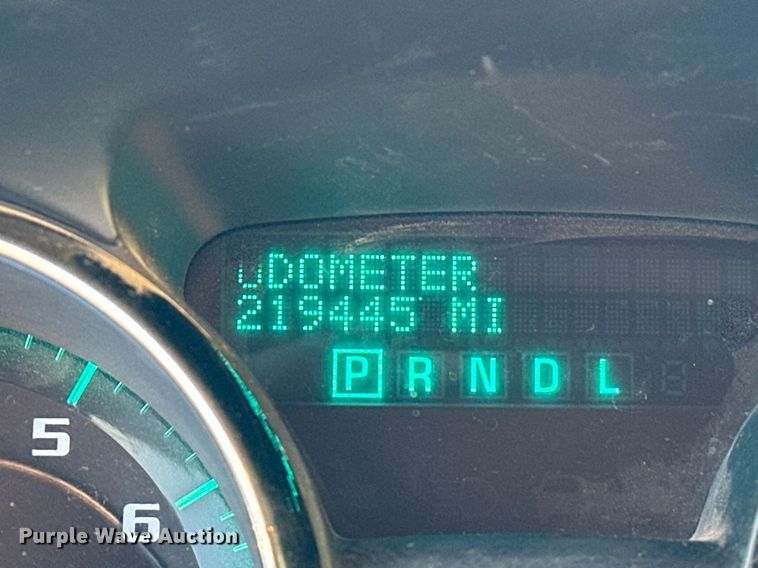 ODOMETER
219445 MI
P R N D L
5
6
Purple Wave Auction